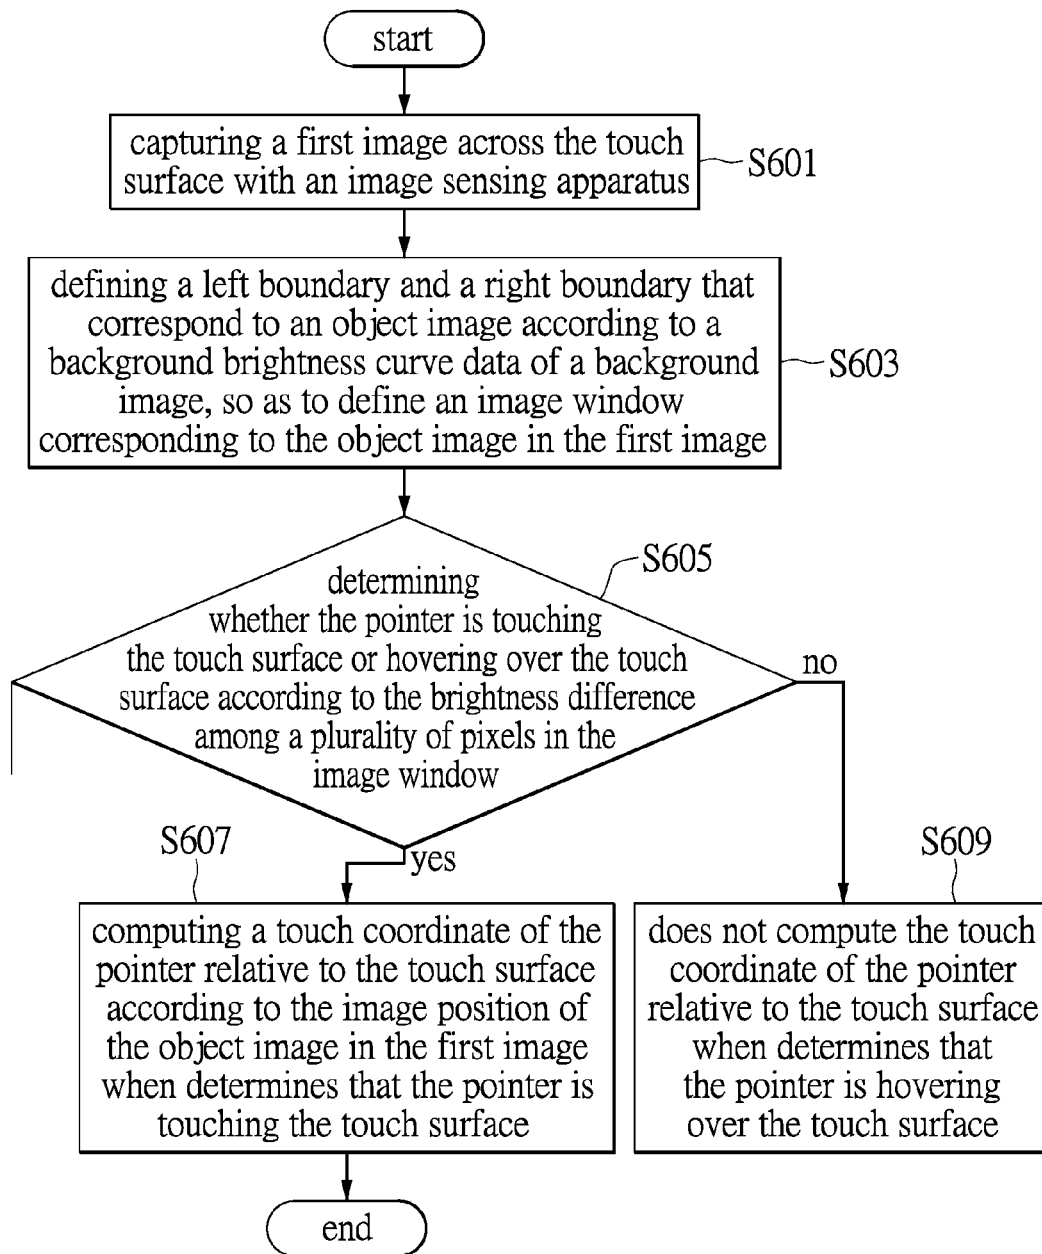 start
capturing a first image across the touch
surface with an image sensing apparatus
S601
defining a left boundary and a right boundary that
correspond to an object image according to a
background brightness curve data of a background
image, so as to define an image window
corresponding to the object image in the first image
S603
determining
whether the pointer is touching
the touch surface or hovering over the touch
surface according to the brightness difference
among a plurality of pixels in the
image window
S605
no
yes
S607
computing a touch coordinate of the
pointer relative to the touch surface
according to the image position of
the object image in the first image
when determines that the pointer is
touching the touch surface
S609
does not compute the touch
coordinate of the pointer
relative to the touch surface
when determines that
the pointer is hovering
over the touch surface
end